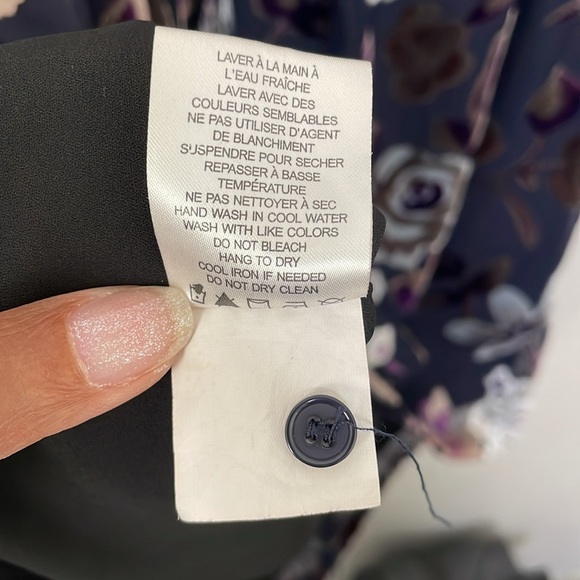 LAVER À LA MAIN À
L'EAU FRAÎCHE
LAVER AVEC DES
COULEURS SEMBLABLES
NE PAS UTILISER D'AGENT
DE BLANCHIMENT
SUSPENDRE POUR SECHER
REPASSER À BASSE
TEMPÉRATURE
NE PAS NETTOYER À SEC
HAND WASH IN COOL WATER
WASH WITH LIKE COLORS
DO NOT BLEACH
HANG TO DRY
COOL IRON IF NEEDED
DO NOT DRY CLEAN